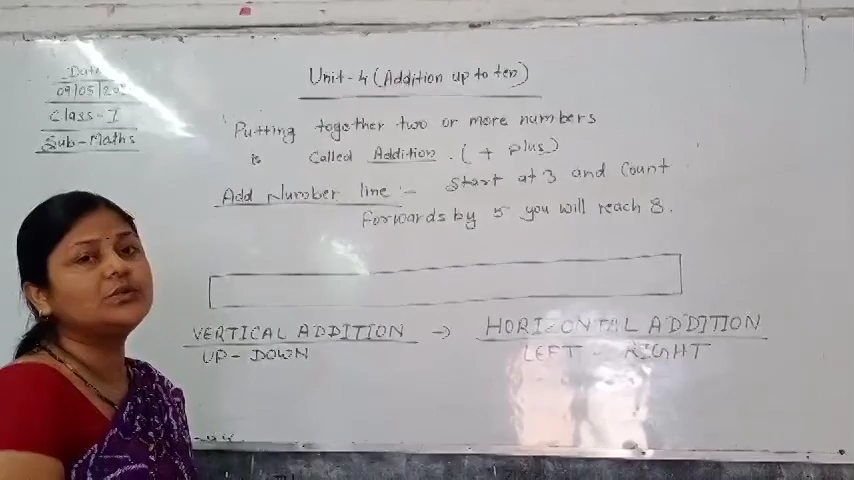 Date
09/05/20
Class - I
Sub - Maths
Unit - 4 (Addition up to ten)
Putting together two or more numbers
is called Addition. (+ plus)
Add Number line :- Start at 3 and count
forwards by 5 you will reach 8.
VERTICAL ADDITION → HORIZONTAL ADDITION
UP - DOWN LEFT - RIGHT